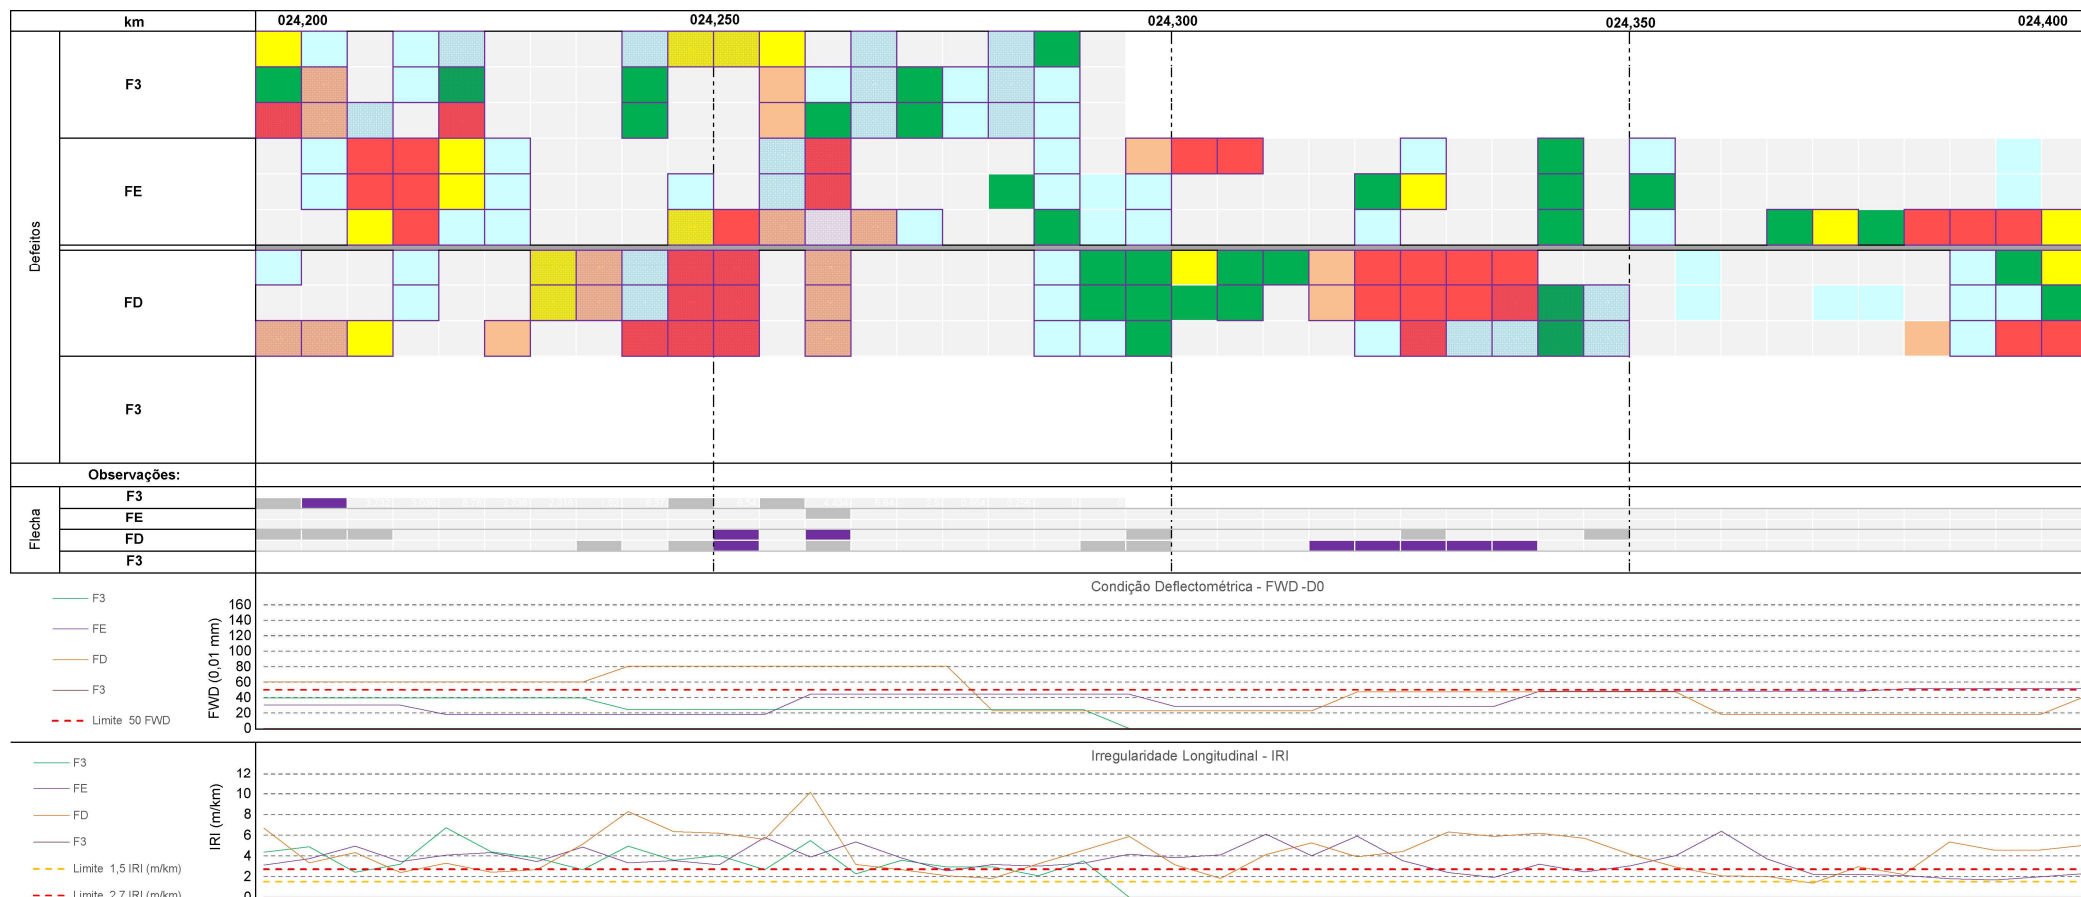 km 024,200 024,250 024,300 024,350 024,400
Defeitos
F3
FE
FD
F3
Observações:
Flecha
F3
FE
FD
F3
Condição Deflectométrica - FWD -D0
F3
FE
FD
F3
Limite 50 FWD
FWD (0,01 mm)
160
140
120
100
80
60
40
20
0
Irregularidade Longitudinal - IRI
F3
FE
FD
F3
Limite 1,5 IRI (m/km)
Limite 2,7 IRI (m/km)
IRI (m/km)
12
10
8
6
4
2
0